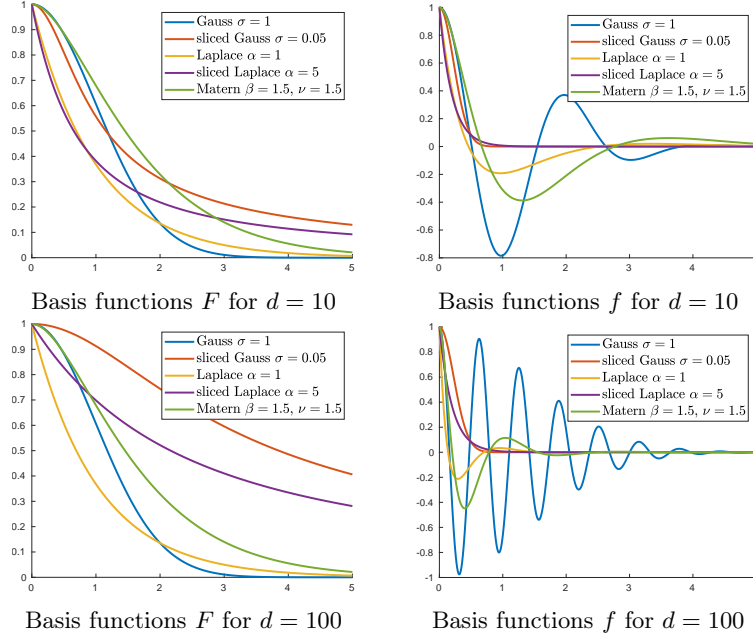 1
0.9
0.8
0.7
0.6
0.5
0.4
0.3
0.2
0.1
0
0 1 2 3 4 5
Gauss σ = 1
sliced Gauss σ = 0.05
Laplace α = 1
sliced Laplace α = 5
Matern β = 1.5, ν = 1.5
Basis functions F for d = 10
1
0.8
0.6
0.4
0.2
0
-0.2
-0.4
-0.6
-0.8
0 1 2 3 4
Gauss σ = 1
sliced Gauss σ = 0.05
Laplace α = 1
sliced Laplace α = 5
Matern β = 1.5, ν = 1.5
Basis functions f for d = 10
1
0.9
0.8
0.7
0.6
0.5
0.4
0.3
0.2
0.1
0
0 1 2 3 4 5
Gauss σ = 1
sliced Gauss σ = 0.05
Laplace α = 1
sliced Laplace α = 5
Matern β = 1.5, ν = 1.5
Basis functions F for d = 100
1
0.8
0.6
0.4
0.2
0
-0.2
-0.4
-0.6
-0.8
-1
0 1 2 3 4
Gauss σ = 1
sliced Gauss σ = 0.05
Laplace α = 1
sliced Laplace α = 5
Matern β = 1.5, ν = 1.5
Basis functions f for d = 100